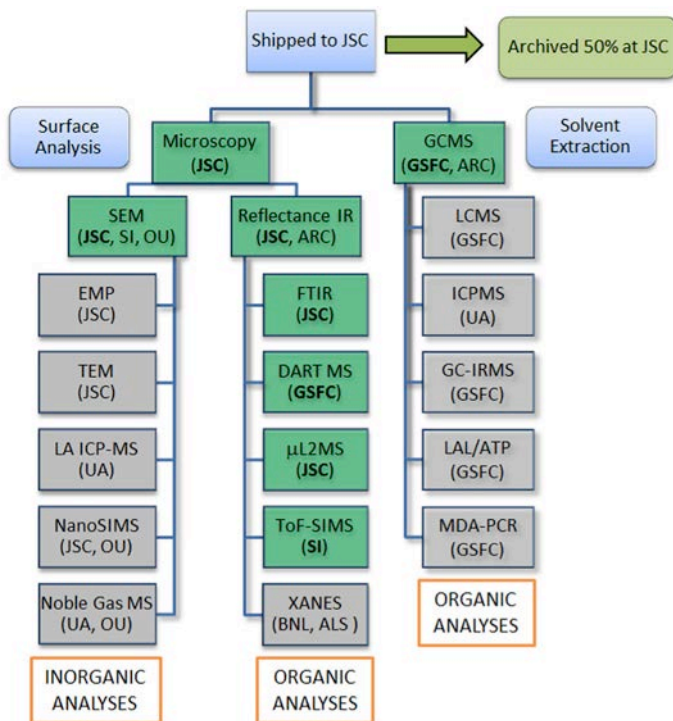 Shipped to JSC
Archived 50% at JSC
Surface
Analysis
Microscopy
(JSC)
GCMS
(GSFC, ARC)
Solvent
Extraction
SEM
(JSC, SI, OU)
Reflectance IR
(JSC, ARC)
EMP
(JSC)
TEM
(JSC)
LA ICP-MS
(UA)
NanoSIMS
(JSC, OU)
Noble Gas MS
(UA, OU)
INORGANIC
ANALYSES
FTIR
(JSC)
DART MS
(GSFC)
µL2MS
(JSC)
ToF-SIMS
(SI)
XANES
(BNL, ALS )
ORGANIC
ANALYSES
LCMS
(GSFC)
ICPMS
(UA)
GC-IRMS
(GSFC)
LAL/ATP
(GSFC)
MDA-PCR
(GSFC)
ORGANIC
ANALYSES